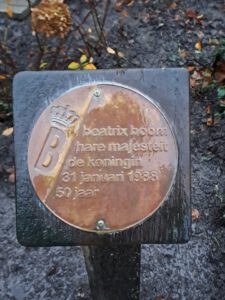 B
beatrix boom
hare majesteit
de koningin
31 januari 1988
50 jaar